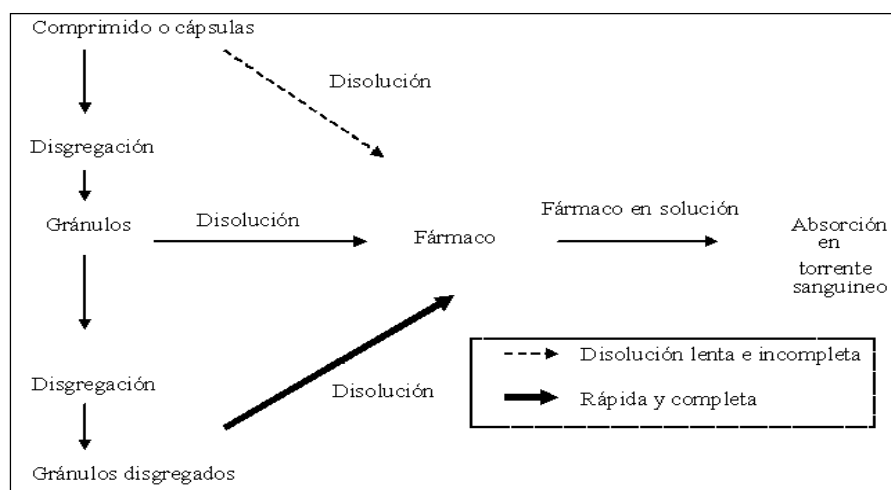 Comprimido o cápsulas
Disolución
Disgregación
Gránulos
Disolución
Fármaco
Fármaco en solución
Absorción
en
torrente
sanguineo
Disgregación
Disolución
Gránulos disgregados
Disolución lenta e incompleta
Rápida y completa